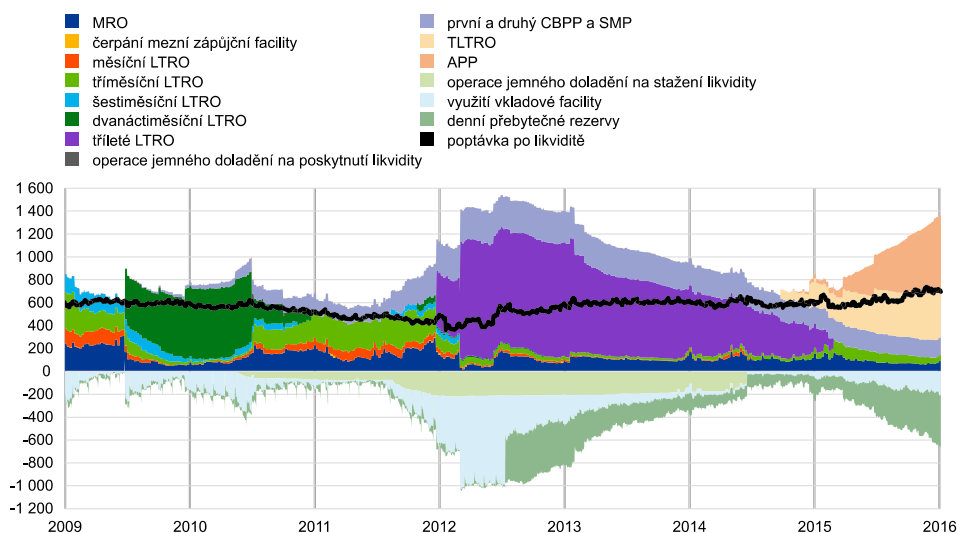 MRO
čerpání mezní zápůjční facility
měsíční LTRO
tříměsíční LTRO
šestiměsíční LTRO
dvanáctiměsíční LTRO
tříleté LTRO
operace jemného doladění na poskytnutí likvidity
první a druhý CBPP a SMP
TLTRO
APP
operace jemného doladění na stažení likvidity
využití vkladové facility
denní přebytečné rezervy
poptávka po likviditě
1 600
1 400
1 200
1 000
800
600
400
200
0
-200
-400
-600
-800
-1 000
-1 200
2009 2010 2011 2012 2013 2014 2015 2016